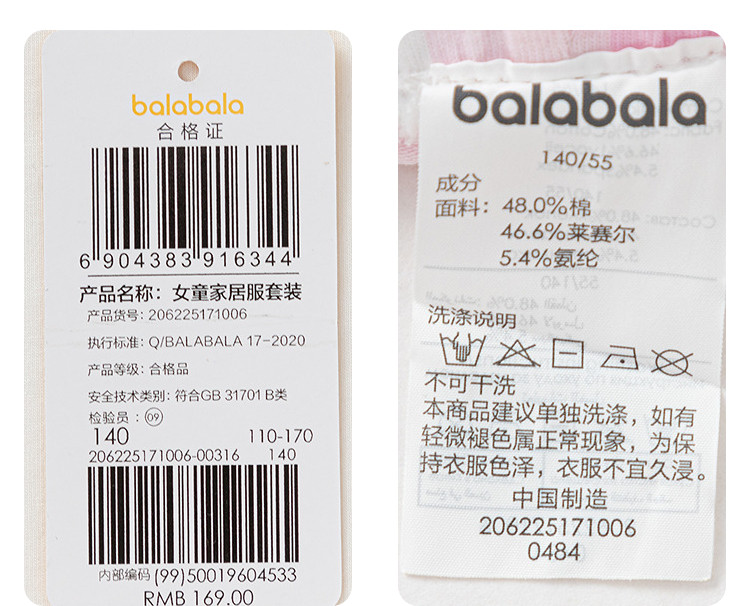 balabala
合格证
6 904383 916344
产品名称：女童家居服套装
产品货号：206225171006
执行标准：Q/BALABALA 17-2020
产品等级：合格品
安全技术类别：符合GB 31701 B类
检验员：09
140 110-170
206225171006-00316 140
内部编码 (99)50019604533
RMB 169.00
balabala
140/55
成分
面料：48.0%棉
46.6%莱赛尔
5.4%氨纶
洗涤说明
不可干洗
本商品建议单独洗涤，如有
轻微褪色属正常现象，为保
持衣服色泽，衣服不宜久浸。
中国制造
206225171006
0484